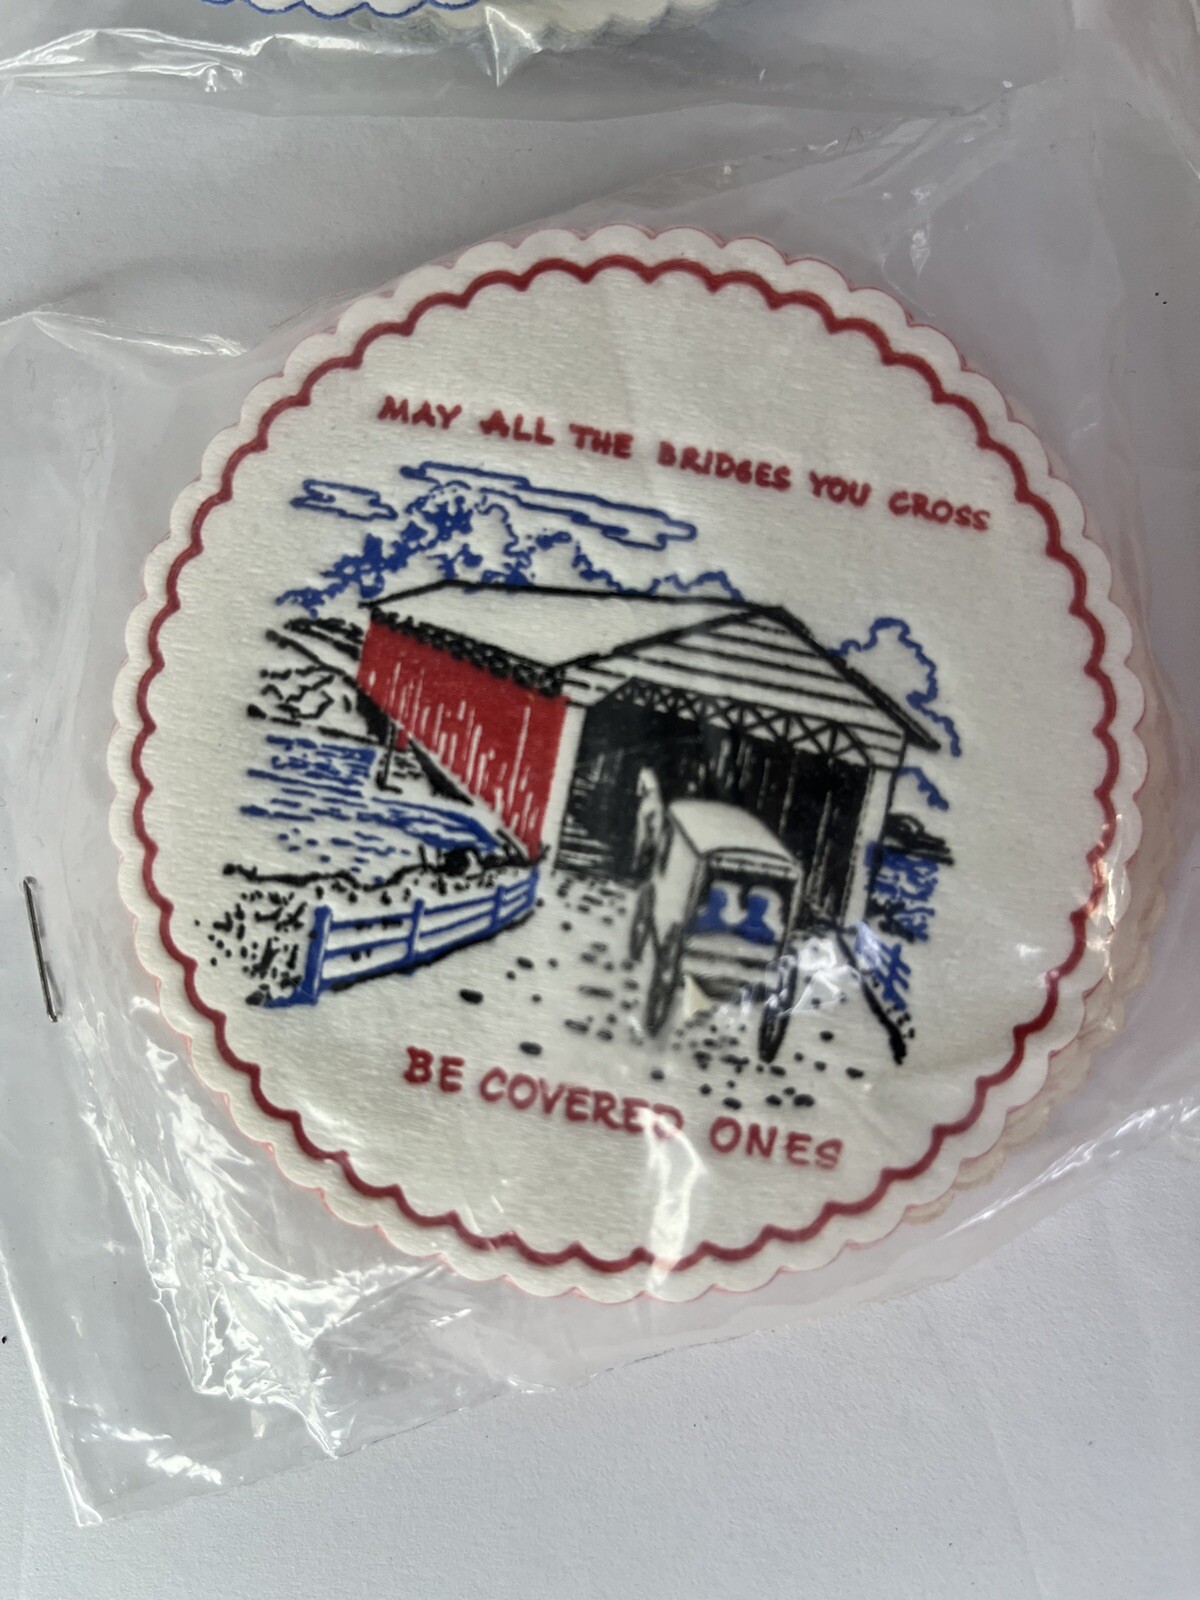 MAY ALL THE BRIDGES YOU CROSS
BE COVERED ONES